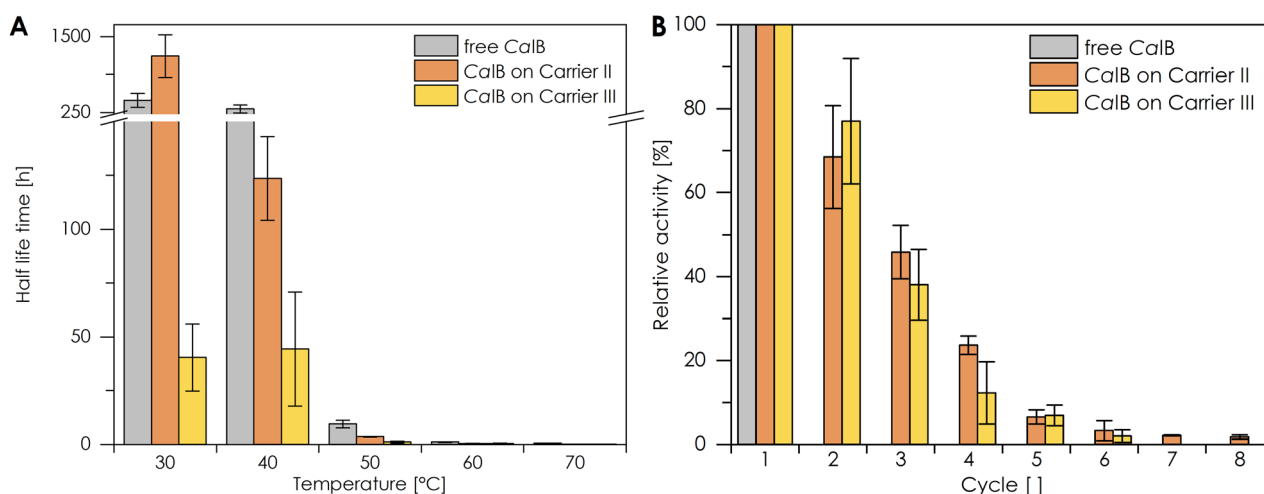 A
1500
250
100
50
0
Half life time [h]
free CalB
CalB on Carrier II
CalB on Carrier III
30 40 50 60 70
Temperature [°C]
B
100
80
60
40
20
0
Relative activity [%]
free CalB
CalB on Carrier II
CalB on Carrier III
1 2 3 4 5 6 7 8
Cycle [ ]